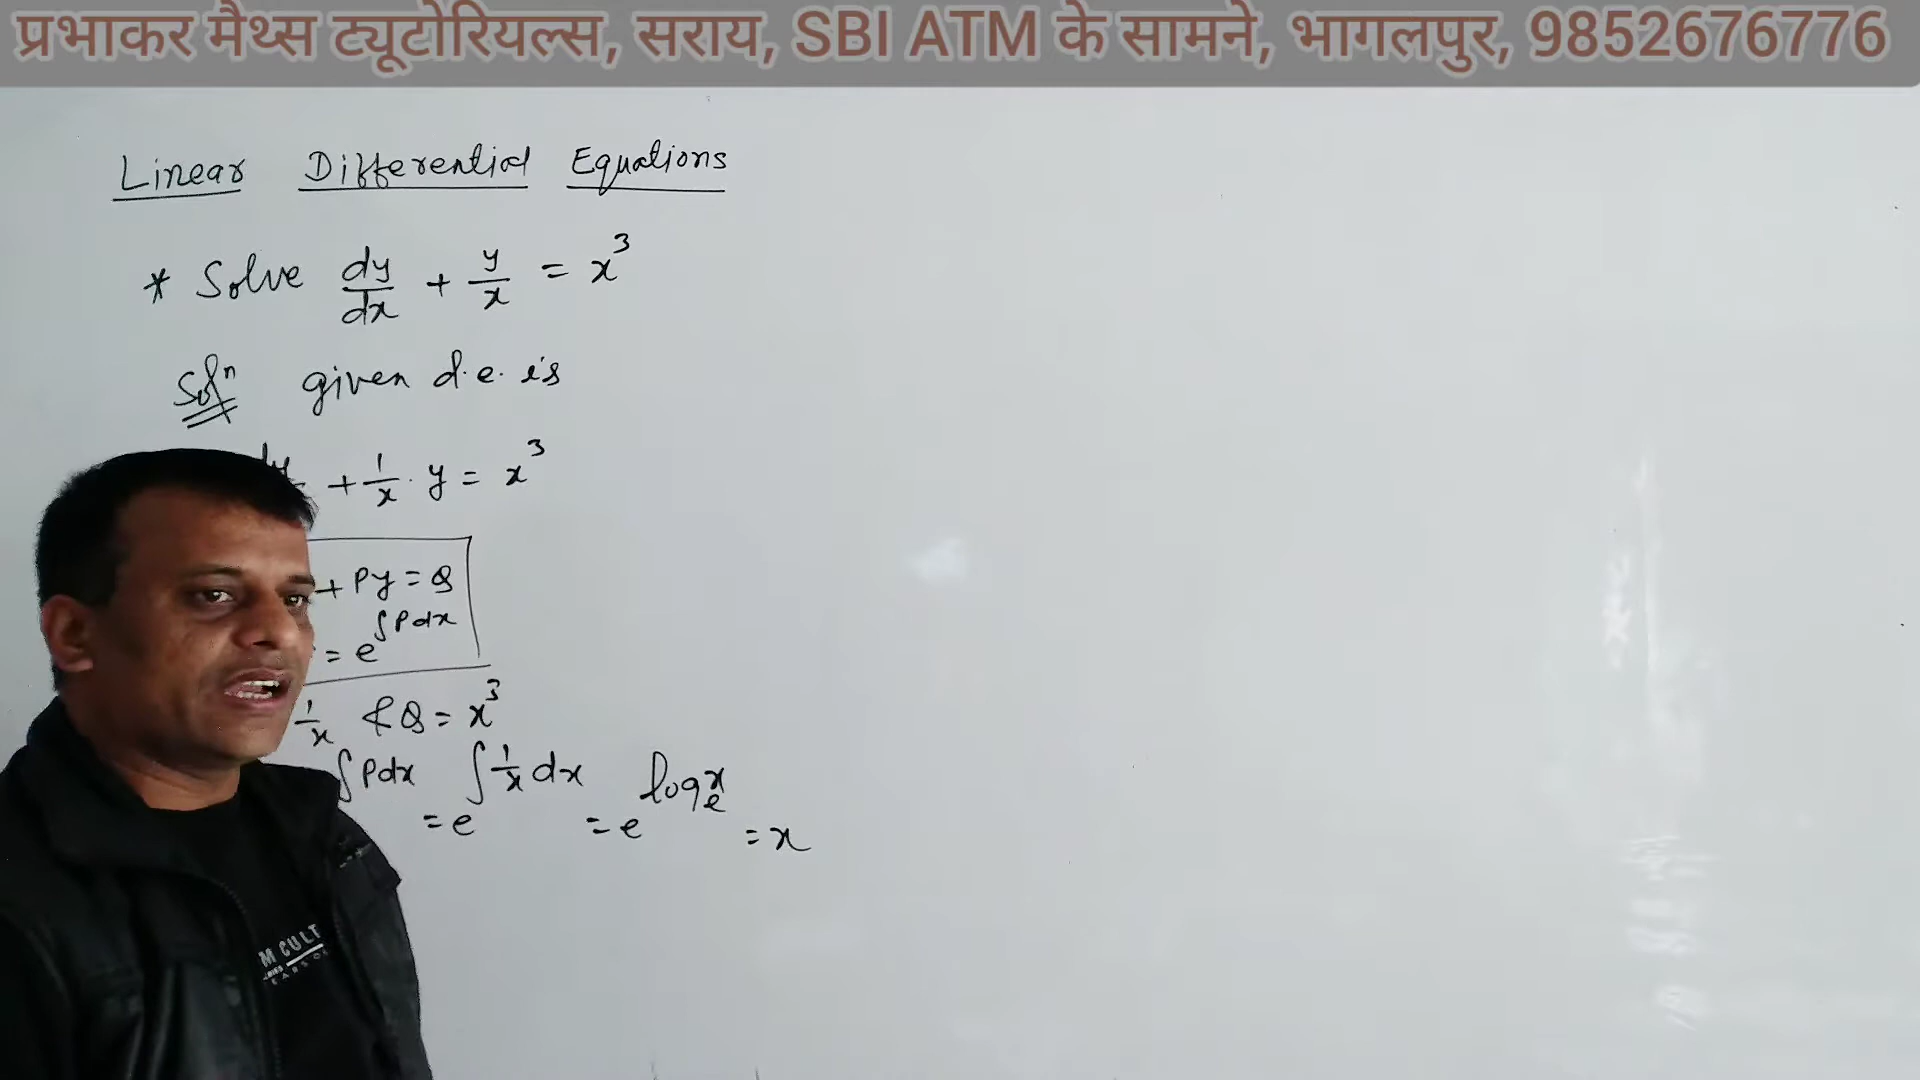 प्रभाकर मैथ्स ट्यूटोरियल्स, सराय, SBI ATM के सामने, भागलपुर, 9852676776
Linear Differential Equations
* Solve dy/dx + y/x = x³
Solⁿ given d.e. is
+ 1/x · y = x³
+ Py = Q
= e^∫Pdx
1/x & Q = x³
∫Pdx = e^∫1/x dx = e^logₑx = x
M CULT